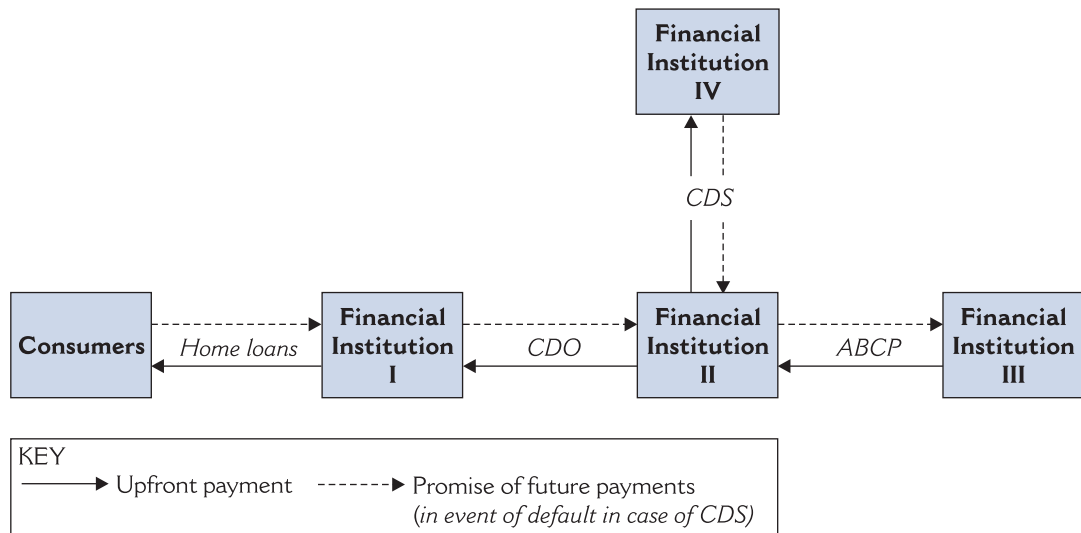 Financial
Institution
IV
CDS
Consumers
Home loans
Financial
Institution
I
CDO
Financial
Institution
II
ABCP
Financial
Institution
III
KEY
Upfront payment
Promise of future payments
(in event of default in case of CDS)